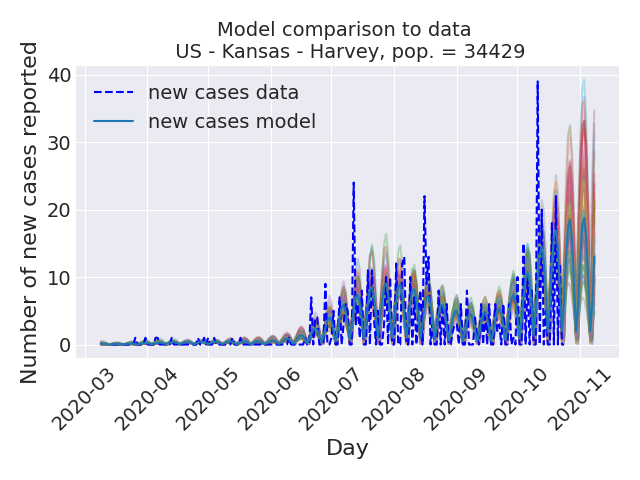 Model comparison to data
US - Kansas - Harvey, pop. = 34429
Number of new cases reported
40
30
20
10
0
new cases data
new cases model
2020-03
2020-04
2020-05
2020-06
2020-07
2020-08
2020-09
2020-10
2020-11
Day